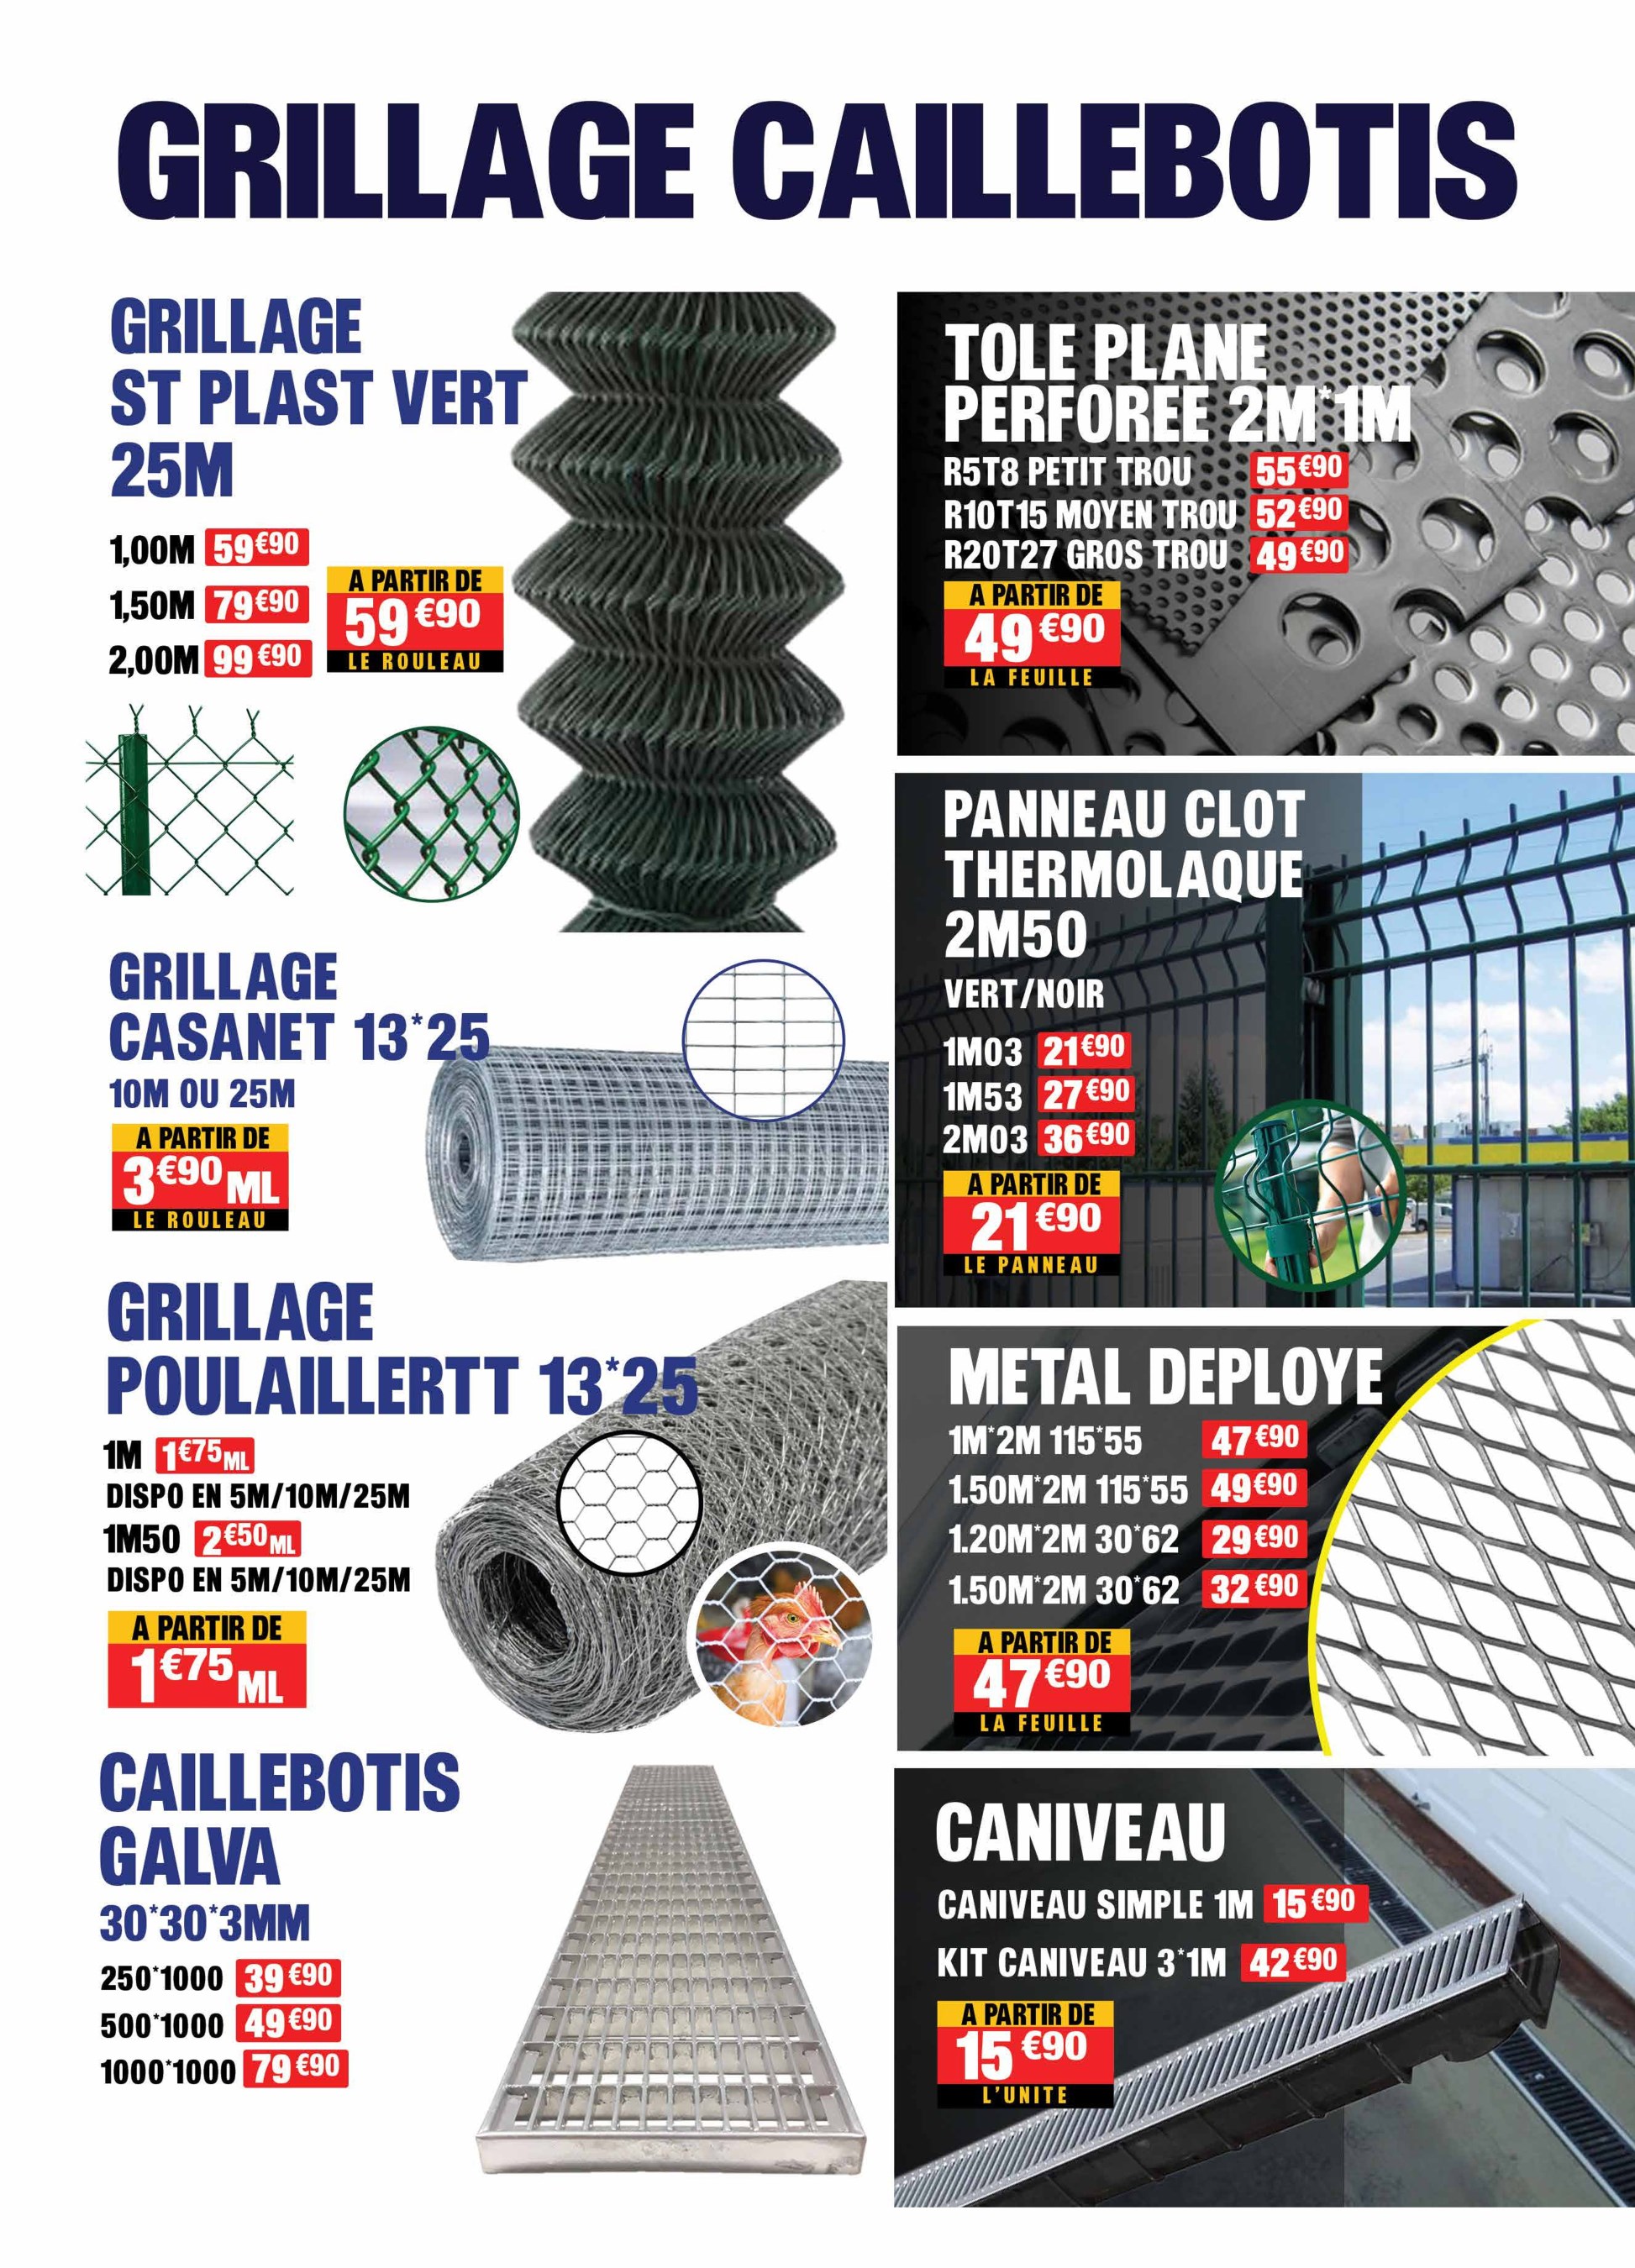 GRILLAGE CAILLEBOTIS
GRILLAGE
ST PLAST VERT
25M
1,00M 59€90
1,50M 79€90
2,00M 99€90
A PARTIR DE
59€90
LE ROULEAU
GRILLAGE
CASANET 13*25
10M OU 25M
A PARTIR DE
3€90 ML
LE ROULEAU
GRILLAGE
POULAILLERTT 13*25
1M 1€75 ML
DISPO EN 5M/10M/25M
1M50 2€50 ML
DISPO EN 5M/10M/25M
A PARTIR DE
1€75 ML
CAILLEBOTIS
GALVA
30*30*3MM
250*1000 39€90
500*1000 49€90
1000*1000 79€90
TOLE PLANE
PERFOREE 2M*1M
R5T8 PETIT TROU 55€90
R10T15 MOYEN TROU 52€90
R20T27 GROS TROU 49€90
A PARTIR DE
49€90
LA FEUILLE
PANNEAU CLOT
THERMOLAQUE
2M50
VERT/NOIR
1M03 21€90
1M53 27€90
2M03 36€90
A PARTIR DE
21€90
LE PANNEAU
METAL DEPLOYE
1M*2M 115*55 47€90
1.50M*2M 115*55 49€90
1.20M*2M 30*62 29€90
1.50M*2M 30*62 32€90
A PARTIR DE
47€90
LA FEUILLE
CANIVEAU
CANIVEAU SIMPLE 1M 15€90
KIT CANIVEAU 3*1M 42€90
A PARTIR DE
15€90
L'UNITE